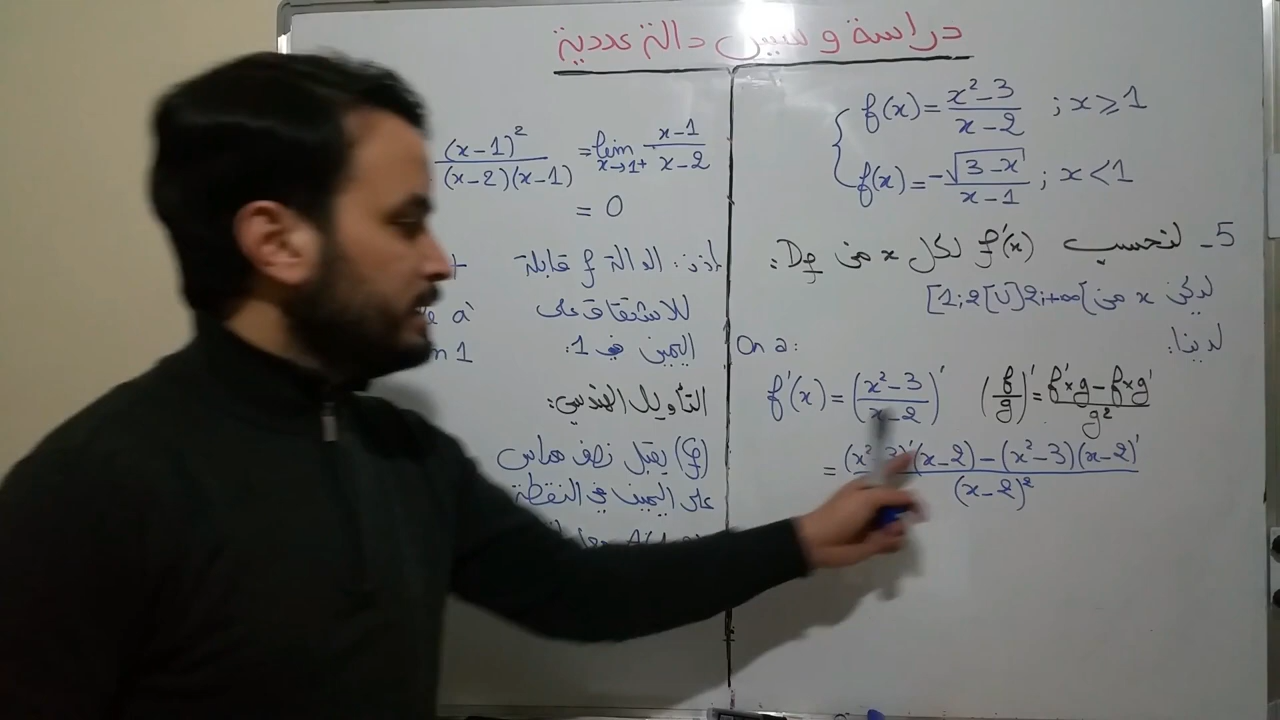 دراسة و تمثيل دالة عددية
f(x) = (x² - 3)/(x - 2) ; x ≥ 1
f(x) = -√(3 - x)/(x - 1) ; x < 1
5 - لنحسب f'(x) لكل x من Df:
ليكن x من [1;2[∪]2;+∞[
لدينا:
On a:
f'(x) = ((x² - 3)/(x - 2))' (f/g)' = (f'×g - f×g')/g²
= ((x² - 3)'(x - 2) - (x² - 3)(x - 2)')/(x - 2)²
(x - 1)²/((x - 2)(x - 1)) = lim x→1+ (x - 1)/(x - 2)
= 0
إذن: الدالة f قابلة
للاشتقاق على
اليمين في 1:
التأويل الهندسي:
(Cf) يقبل نصف مماس
على اليمين في النقطة